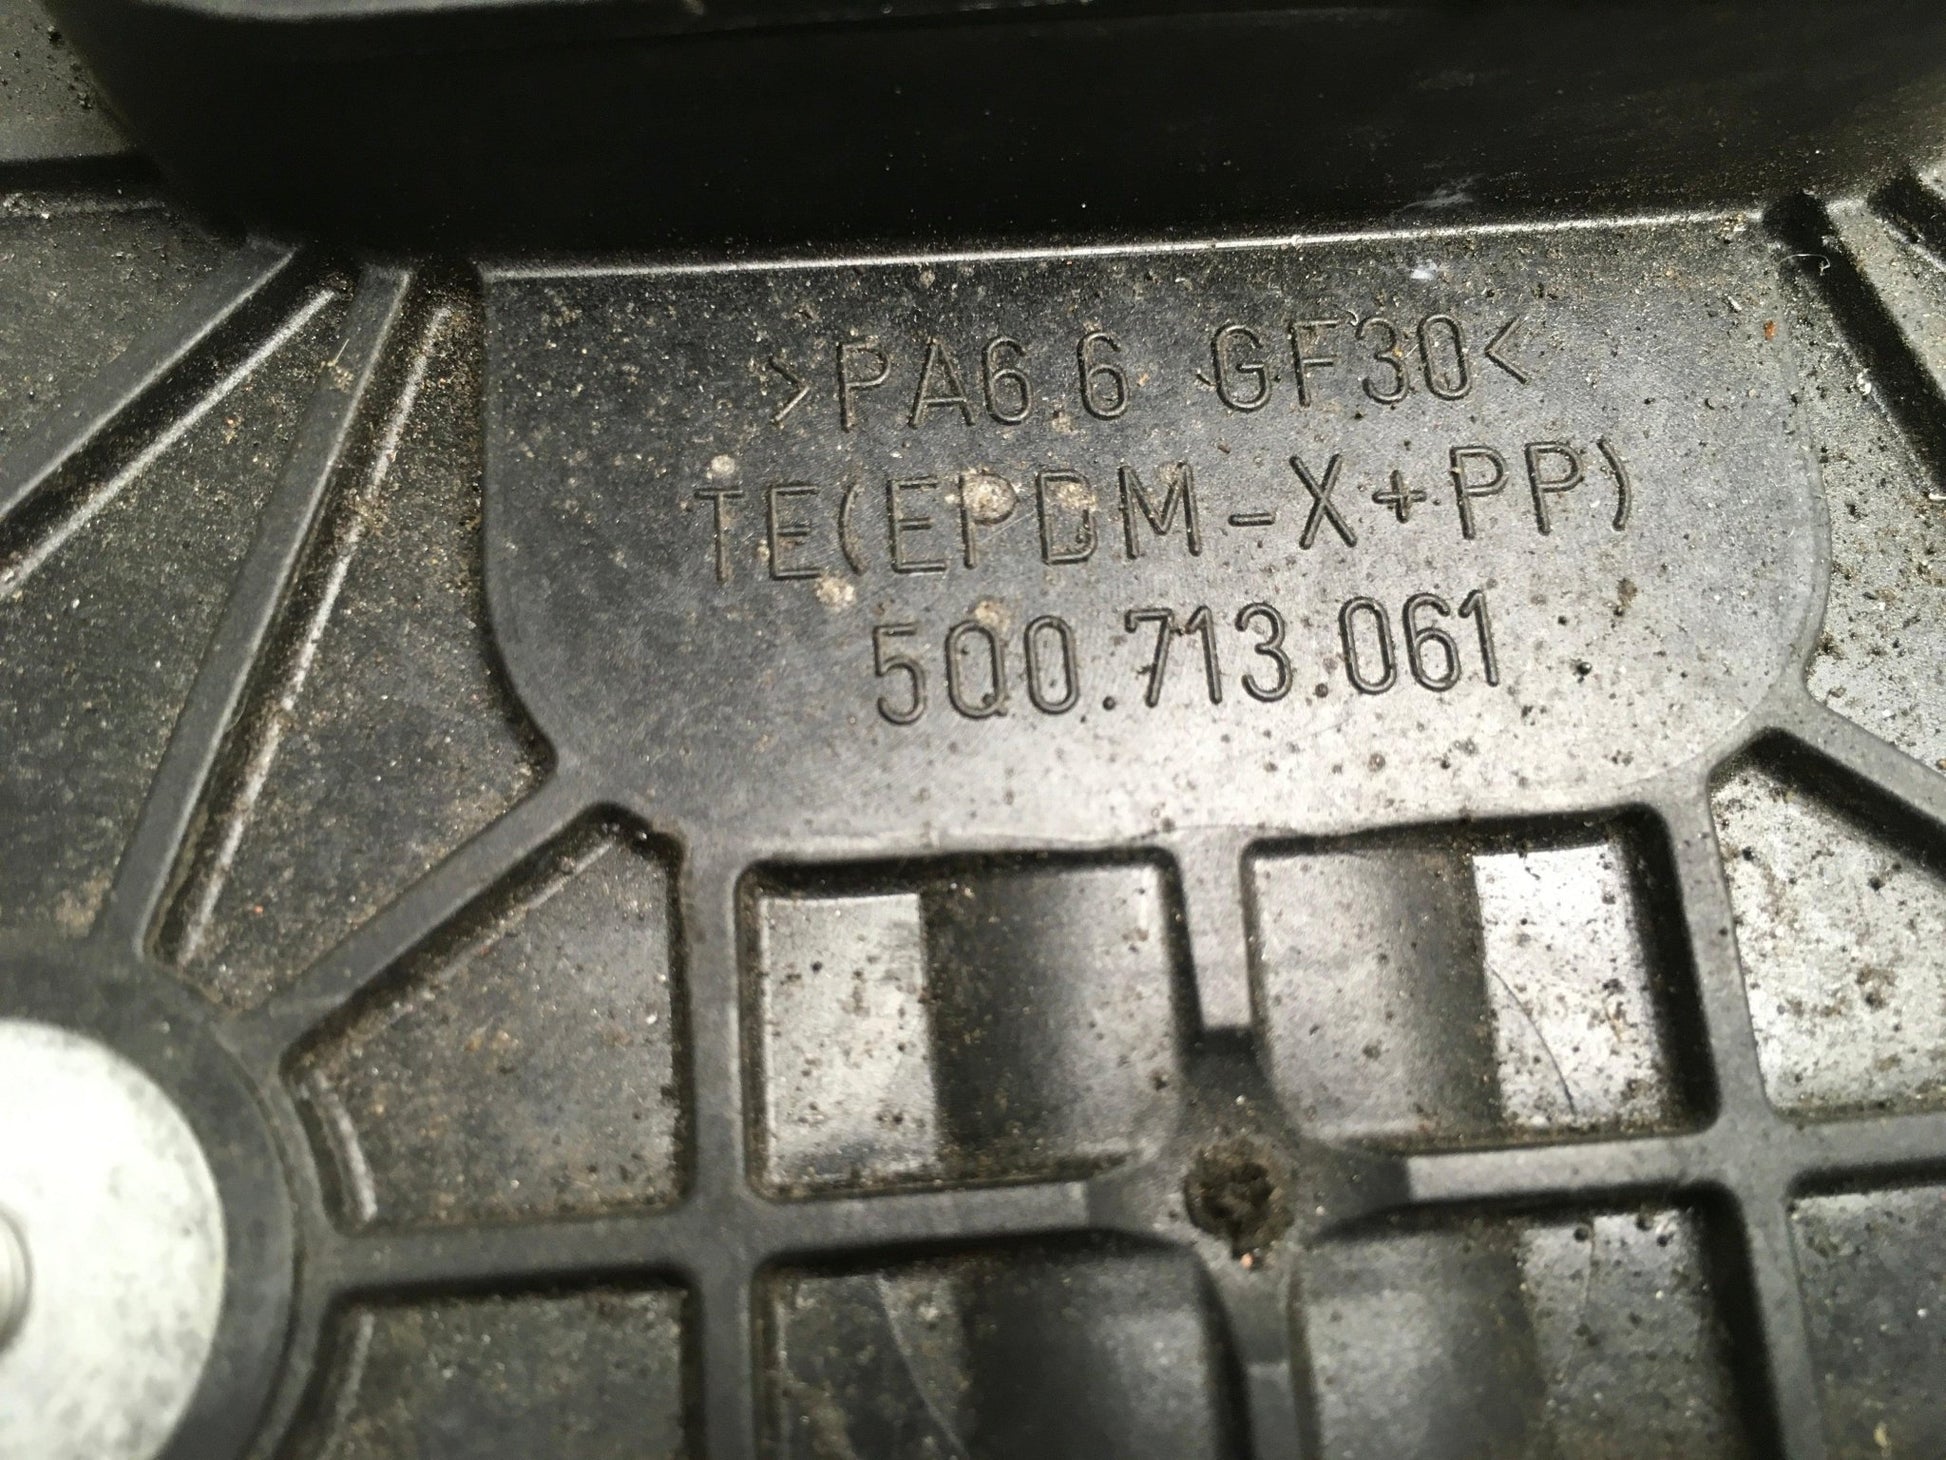 >PA6.6 GF30<
TE(EPDM-X+PP)
5Q0.713.061